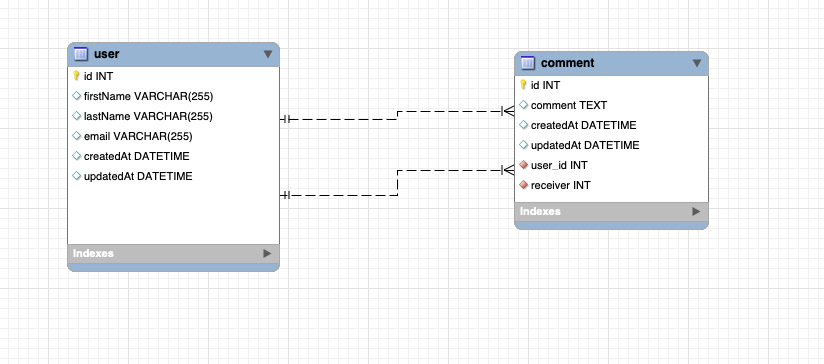 user
id INT
firstName VARCHAR(255)
lastName VARCHAR(255)
email VARCHAR(255)
createdAt DATETIME
updatedAt DATETIME
Indexes
comment
id INT
comment TEXT
createdAt DATETIME
updatedAt DATETIME
user_id INT
receiver INT
Indexes